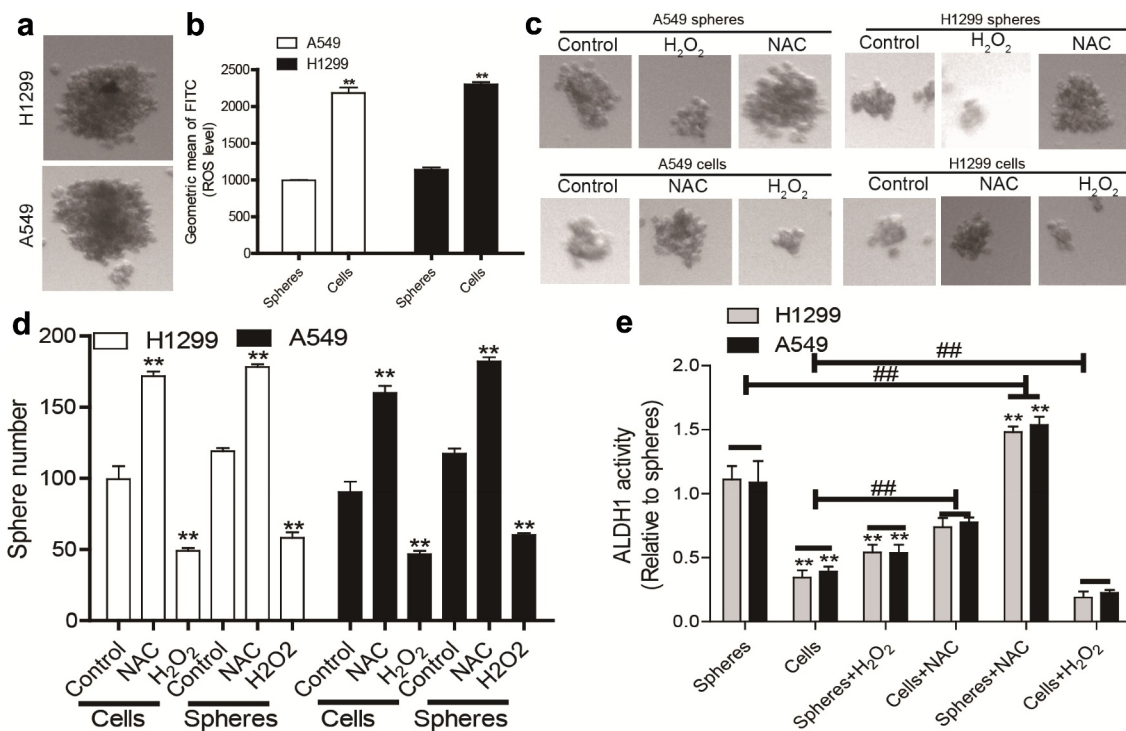 a
H1299
A549
b
A549
H1299
Geometric mean of FITC
(ROS level)
2500
2000
1500
1000
500
0
**
**
Spheres
Cells
Spheres
Cells
c
A549 spheres
H1299 spheres
Control
H2O2
NAC
Control
H2O2
NAC
A549 cells
H1299 cells
Control
NAC
H2O2
Control
NAC
H2O2
d
H1299
A549
Sphere number
200
150
100
50
0
**
**
**
**
**
**
**
**
Control
NAC
H2O2
Control
NAC
H2O2
Control
NAC
H2O2
Control
NAC
H2O2
Cells
Spheres
Cells
Spheres
e
H1299
A549
ALDH1 activity
(Relative to spheres)
2.0
1.5
1.0
0.5
0.0
##
##
##
** **
** **
** **
Spheres
Cells
Spheres+H2O2
Cells+NAC
Spheres+NAC
Cells+H2O2